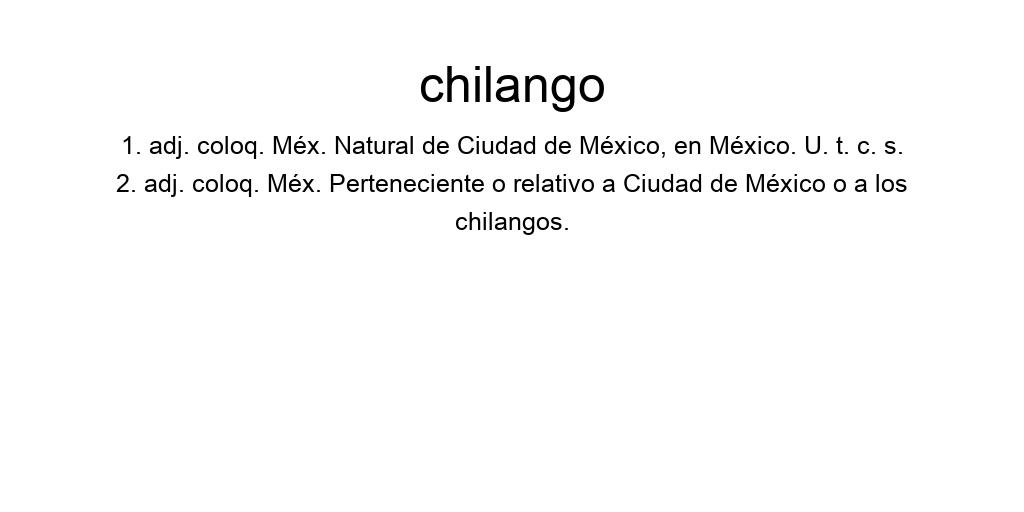 chilango
1. adj. coloq. Méx. Natural de Ciudad de México, en México. U. t. c. s.
2. adj. coloq. Méx. Perteneciente o relativo a Ciudad de México o a los
chilangos.